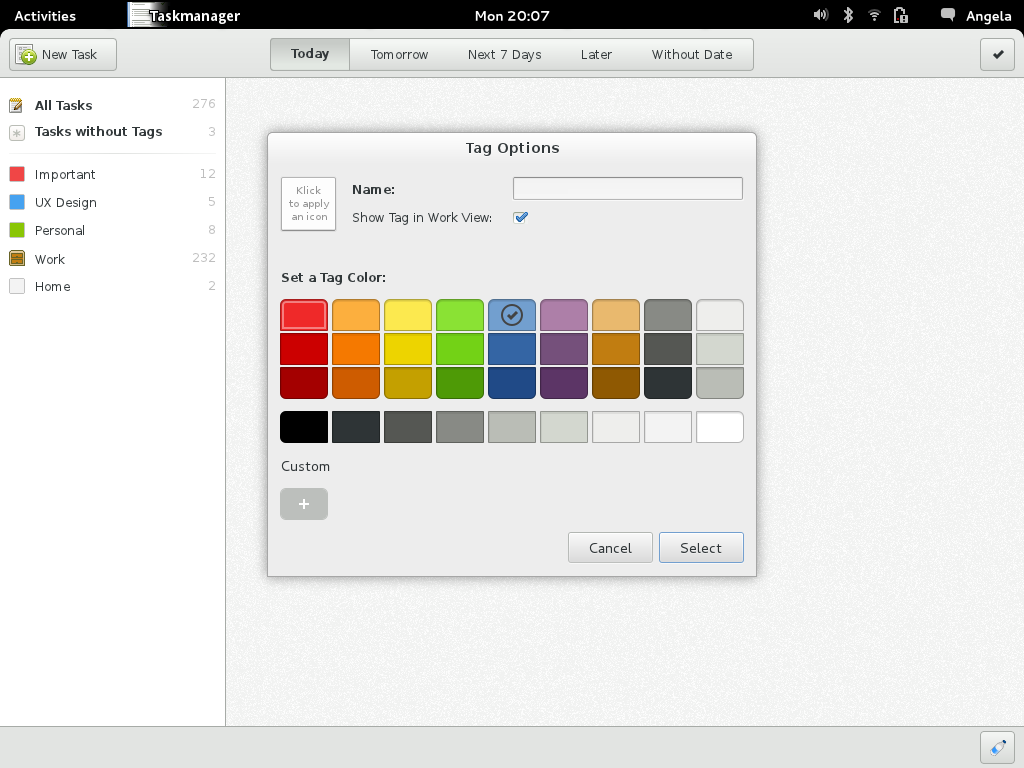 Activities
Taskmanager
Mon 20:07
Angela
New Task
Today
Tomorrow
Next 7 Days
Later
Without Date
All Tasks 276
Tasks without Tags 3
Important 12
UX Design 5
Personal 8
Work 232
Home 2
Tag Options
Klick
to apply
an icon
Name:
Show Tag in Work View:
Set a Tag Color:
Custom
+
Cancel
Select